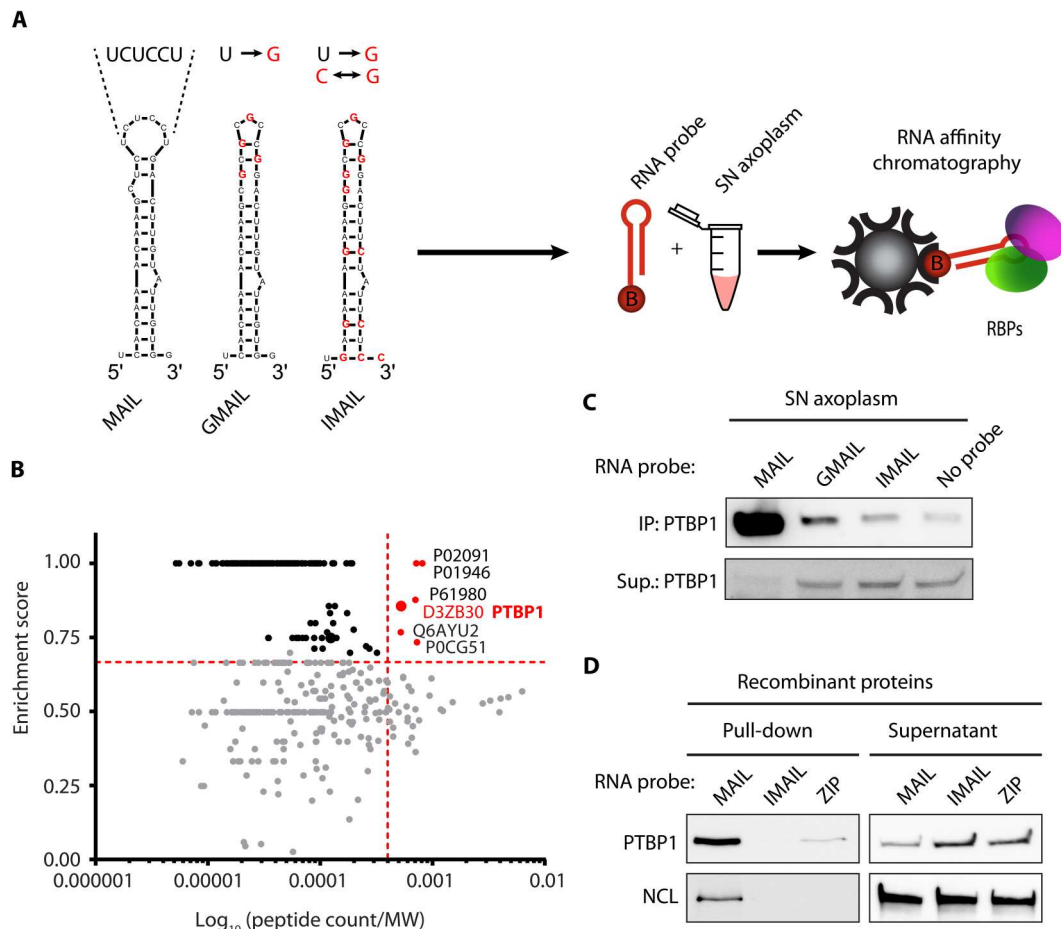 A
UCUCCU U → G U → G
C ↔ G
5' 3' 5' 3' 5' 3'
MAIL GMAIL IMAIL
RNA probe
+
SN axoplasm
B
RNA affinity
chromatography
B
RBPs
B
Enrichment score
1.00
0.75
0.50
0.25
0.00
0.000001 0.00001 0.0001 0.001 0.01
Log10 (peptide count/MW)
P02091
P01946
P61980
D3ZB30 PTBP1
Q6AYU2
P0CG51
C
SN axoplasm
RNA probe: MAIL GMAIL IMAIL No probe
IP: PTBP1
Sup.: PTBP1
D
Recombinant proteins
Pull-down Supernatant
RNA probe: MAIL IMAIL ZIP MAIL IMAIL ZIP
PTBP1
NCL